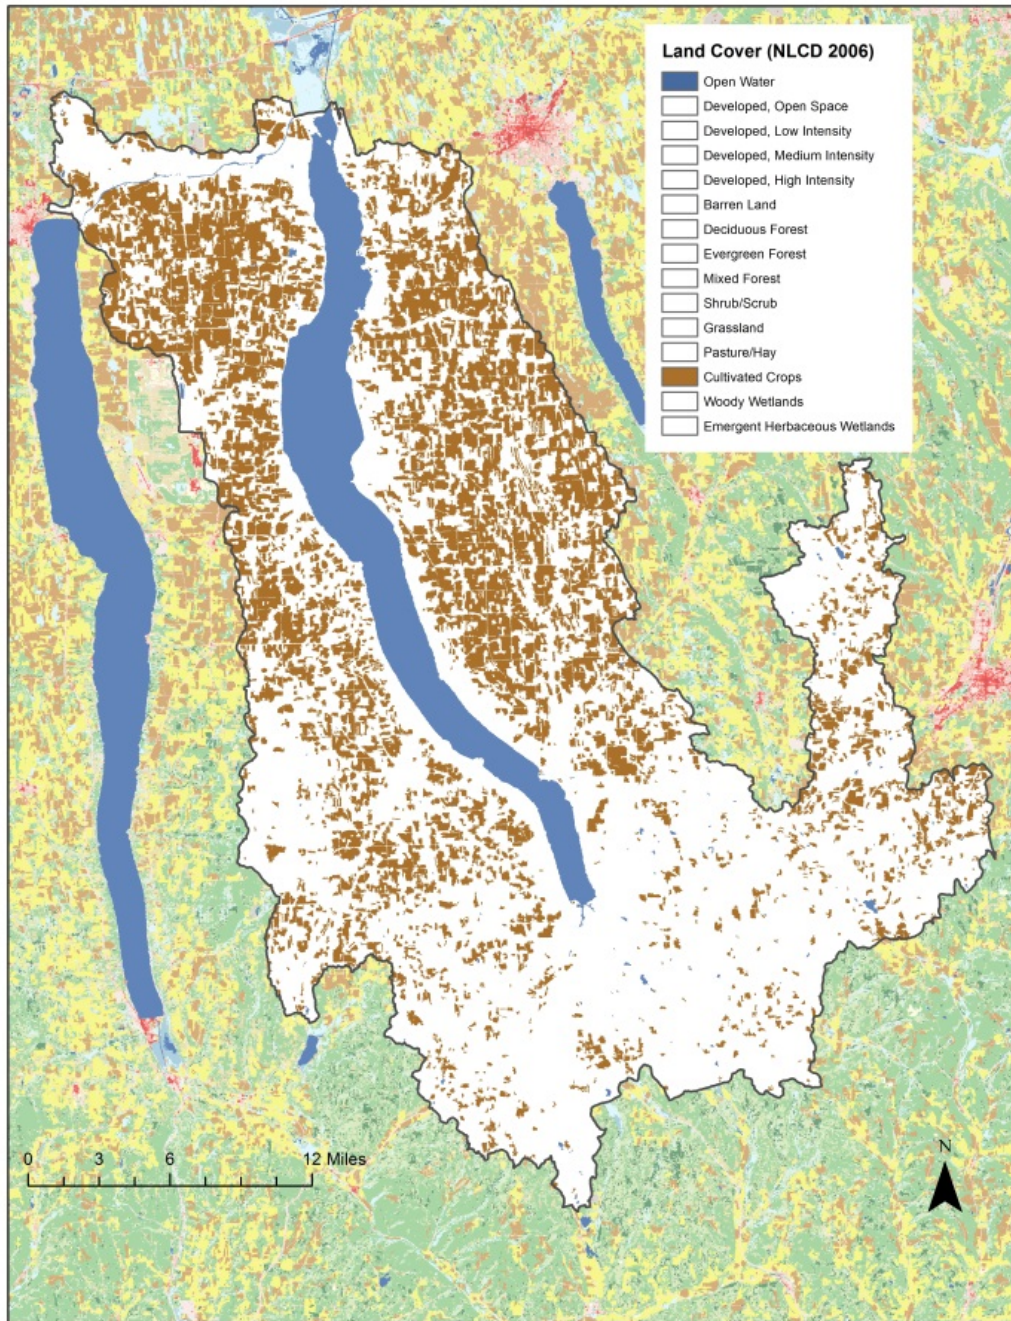 Land Cover (NLCD 2006)
Open Water
Developed, Open Space
Developed, Low Intensity
Developed, Medium Intensity
Developed, High Intensity
Barren Land
Deciduous Forest
Evergreen Forest
Mixed Forest
Shrub/Scrub
Grassland
Pasture/Hay
Cultivated Crops
Woody Wetlands
Emergent Herbaceous Wetlands
0 3 6 12 Miles
N